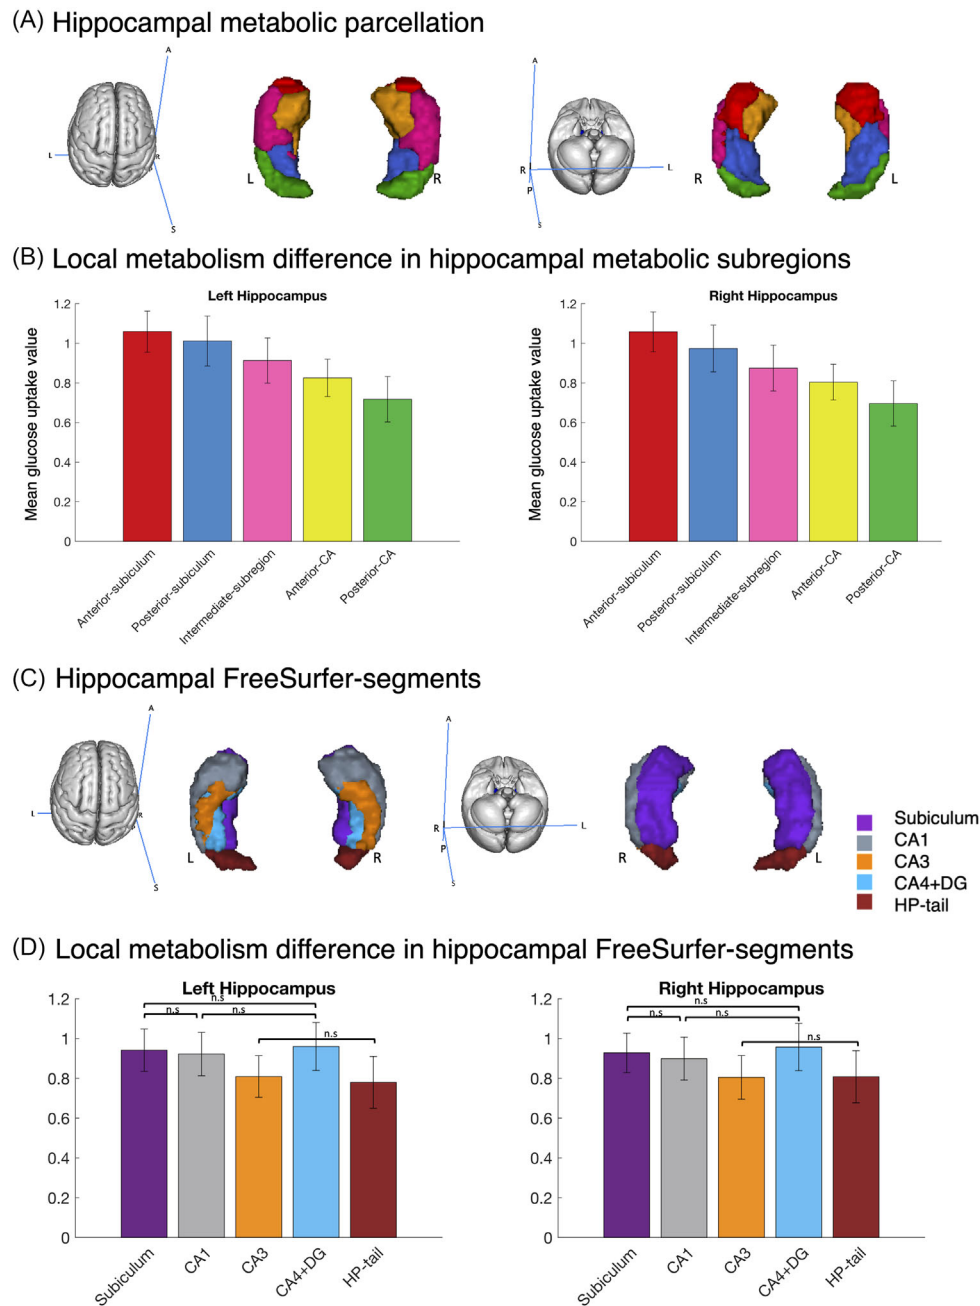 (A) Hippocampal metabolic parcellation
A
L
R
P
S
L
R
A
R
P
L
S
R
L
(B) Local metabolism difference in hippocampal metabolic subregions
Left Hippocampus
Mean glucose uptake value
1.2
1
0.8
0.6
0.4
0.2
0
Anterior-subiculum
Posterior-subiculum
Intermediate-subregion
Anterior-CA
Posterior-CA
Right Hippocampus
Mean glucose uptake value
1.2
1
0.8
0.6
0.4
0.2
0
Anterior-subiculum
Posterior-subiculum
Intermediate-subregion
Anterior-CA
Posterior-CA
(C) Hippocampal FreeSurfer-segments
A
L
R
P
S
L
R
A
R
P
L
S
R
L
Subiculum
CA1
CA3
CA4+DG
HP-tail
(D) Local metabolism difference in hippocampal FreeSurfer-segments
Left Hippocampus
n.s
n.s
n.s
n.s
1.2
1
0.8
0.6
0.4
0.2
0
Subiculum
CA1
CA3
CA4+DG
HP-tail
Right Hippocampus
n.s
n.s
n.s
n.s
1.2
1
0.8
0.6
0.4
0.2
0
Subiculum
CA1
CA3
CA4+DG
HP-tail